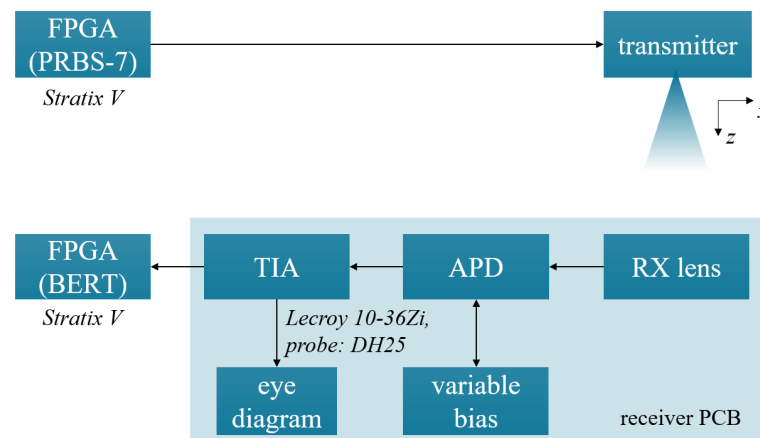 FPGA
(PRBS-7)
transmitter
Stratix V
z
FPGA
(BERT)
TIA
APD
RX lens
Stratix V
Lecroy 10-36Zi,
probe: DH25
eye
diagram
variable
bias
receiver PCB